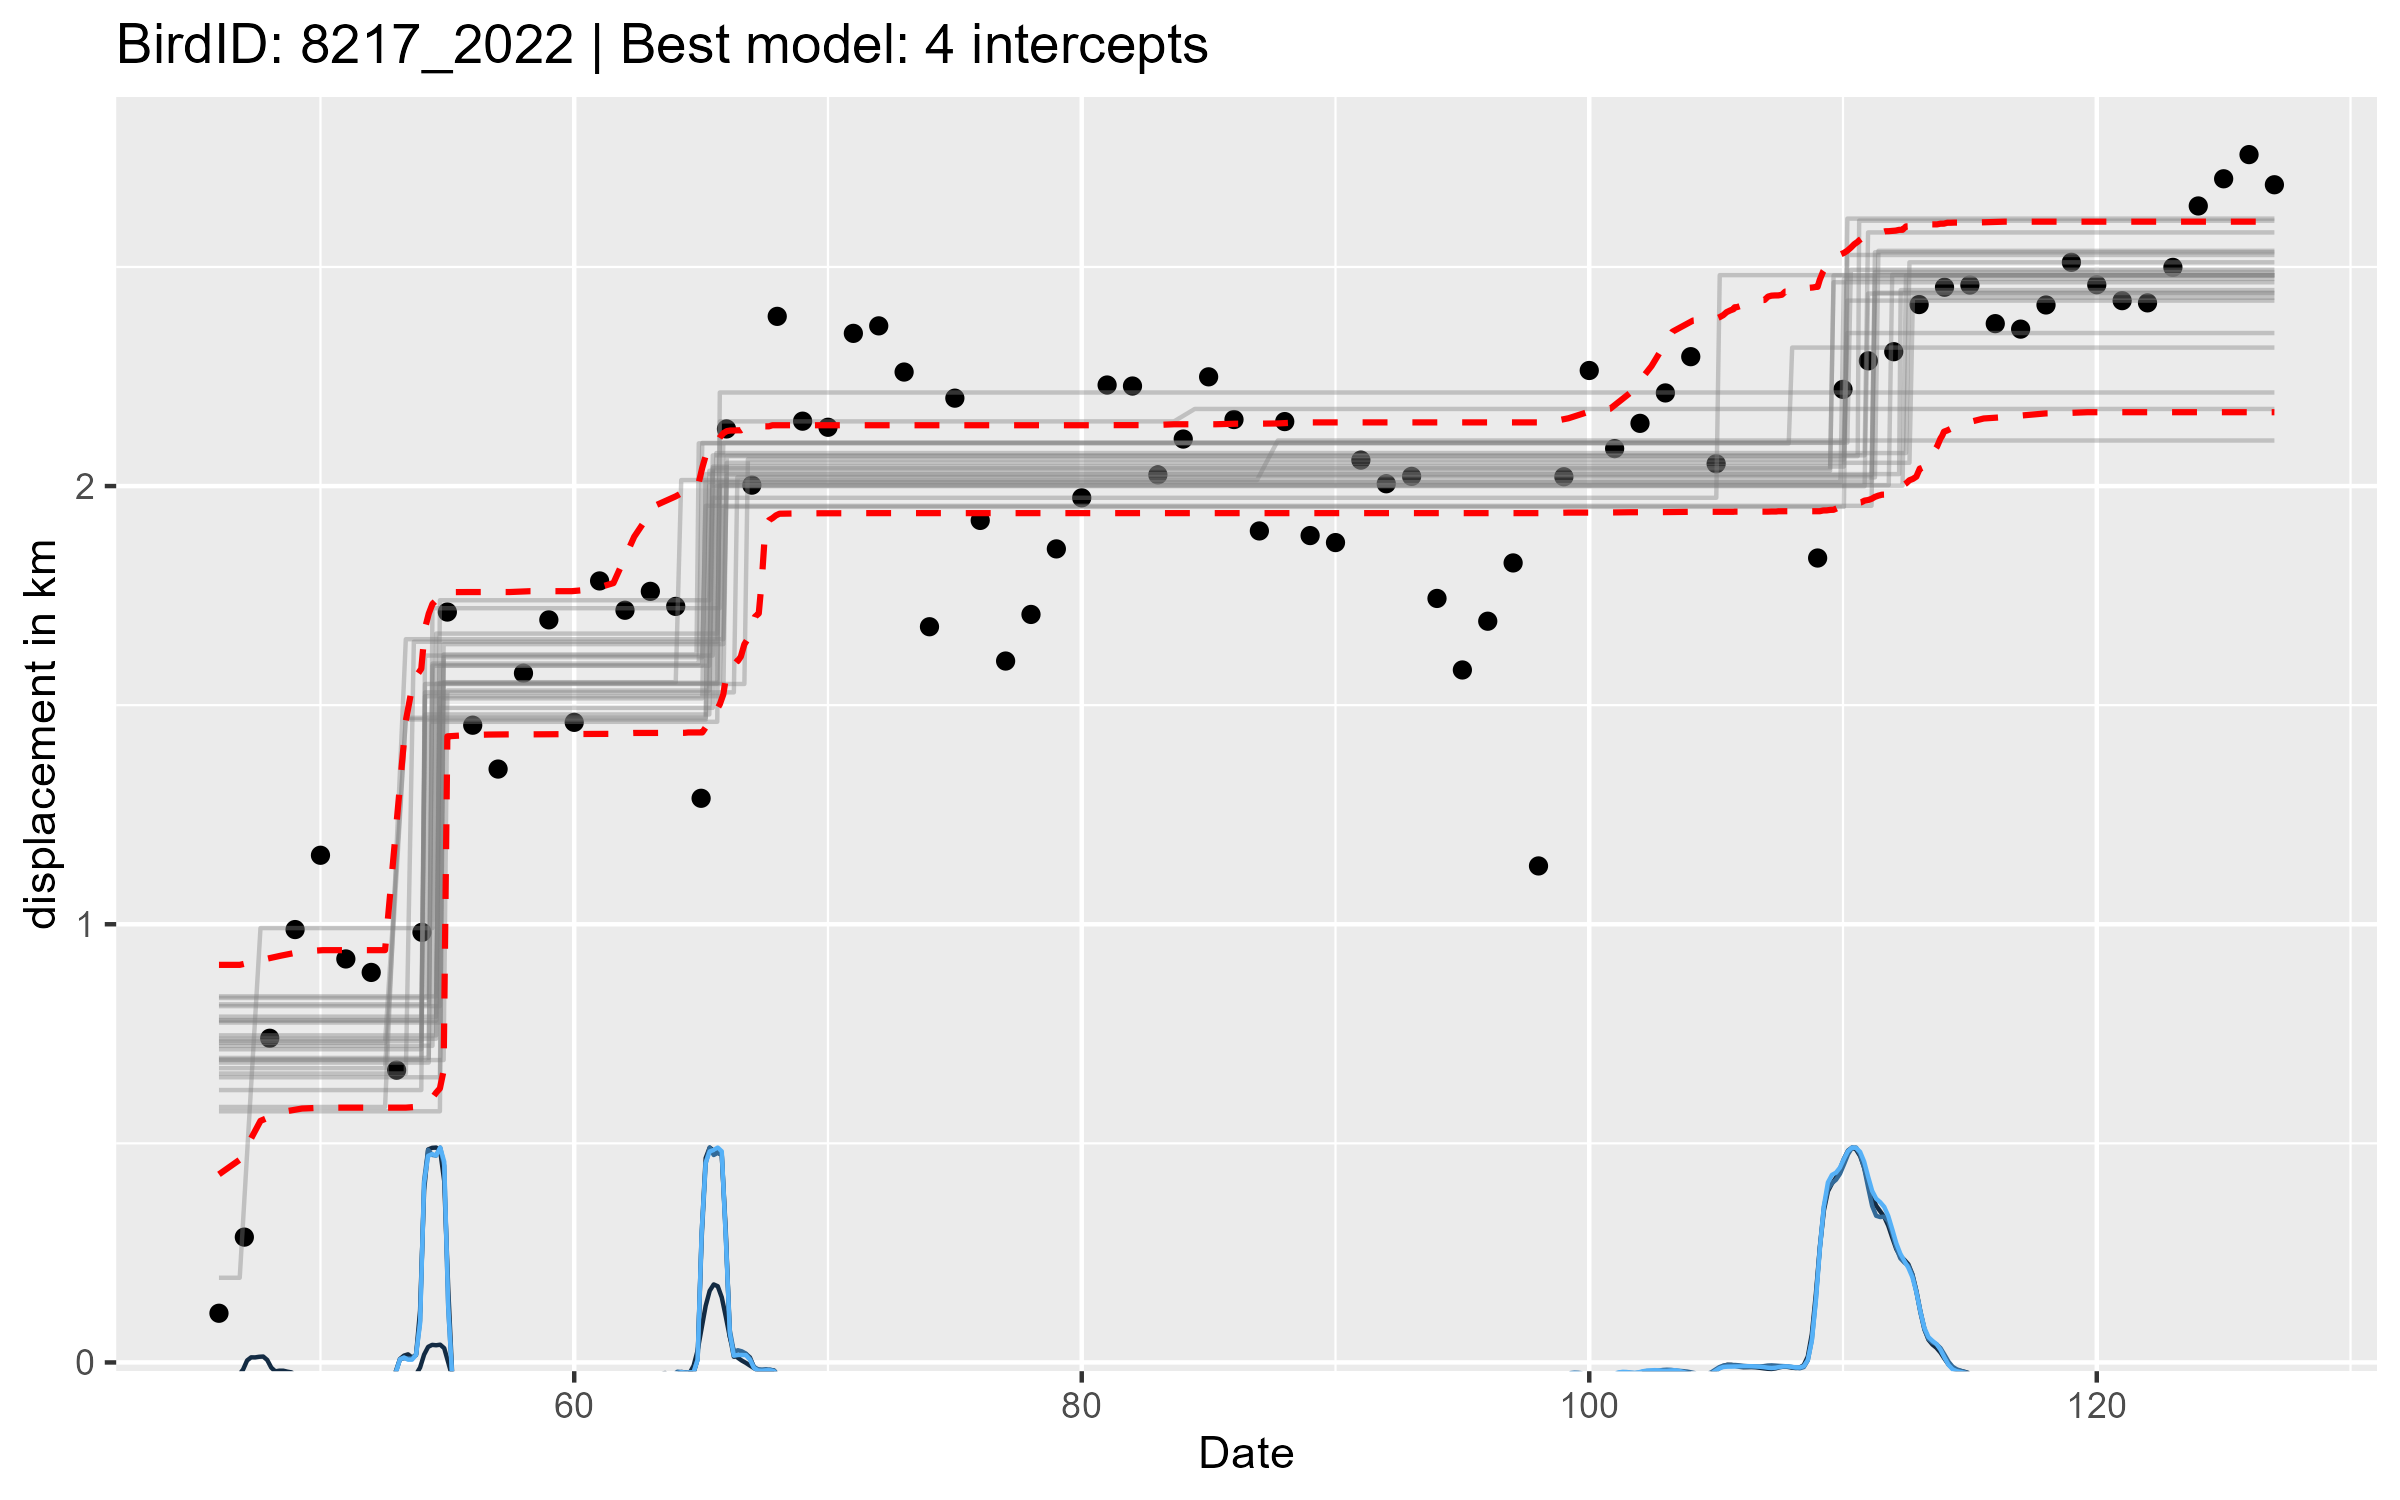 BirdID: 8217_2022 | Best model: 4 intercepts
displacement in km
2
1
0
60
80
100
120
Date